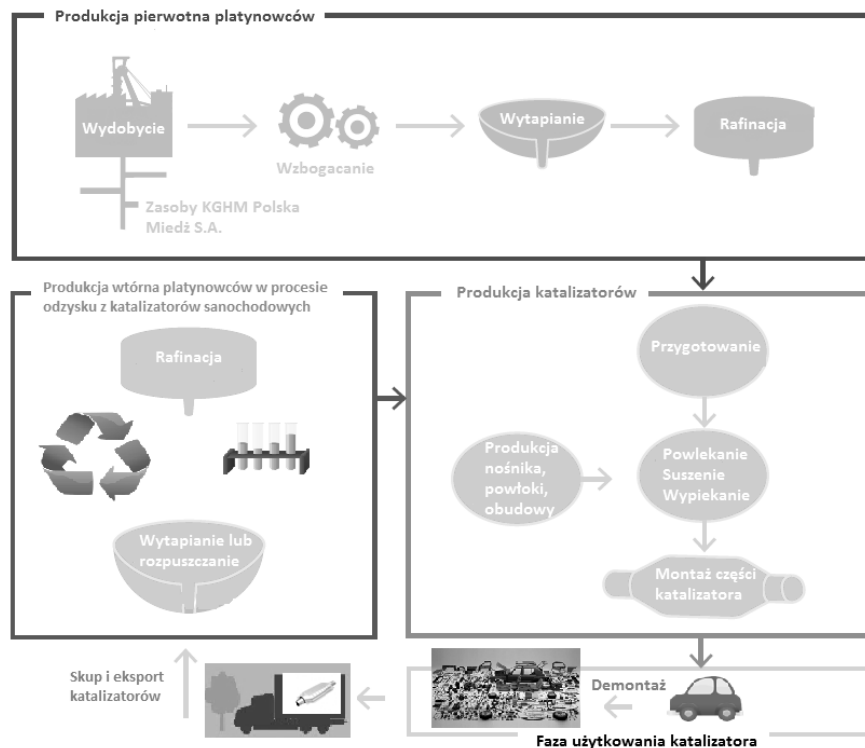 Produkcja pierwotna platynowców
Wydobycie
Wzbogacanie
Wytapianie
Rafinacja
Zasoby KGHM Polska
Miedź S.A.
Produkcja wtórna platynowców w procesie
odzysku z katalizatorów sanochodowych
Rafinacja
Wytapianie lub
rozpuszczanie
Produkcja katalizatorów
Przygotowanie
Produkcja
nośnika,
powłoki,
obudowy
Powlekanie
Suszenie
Wypiekanie
Montaż części
katalizatora
Skup i eksport
katalizatorów
Demontaż
Faza użytkowania katalizatora